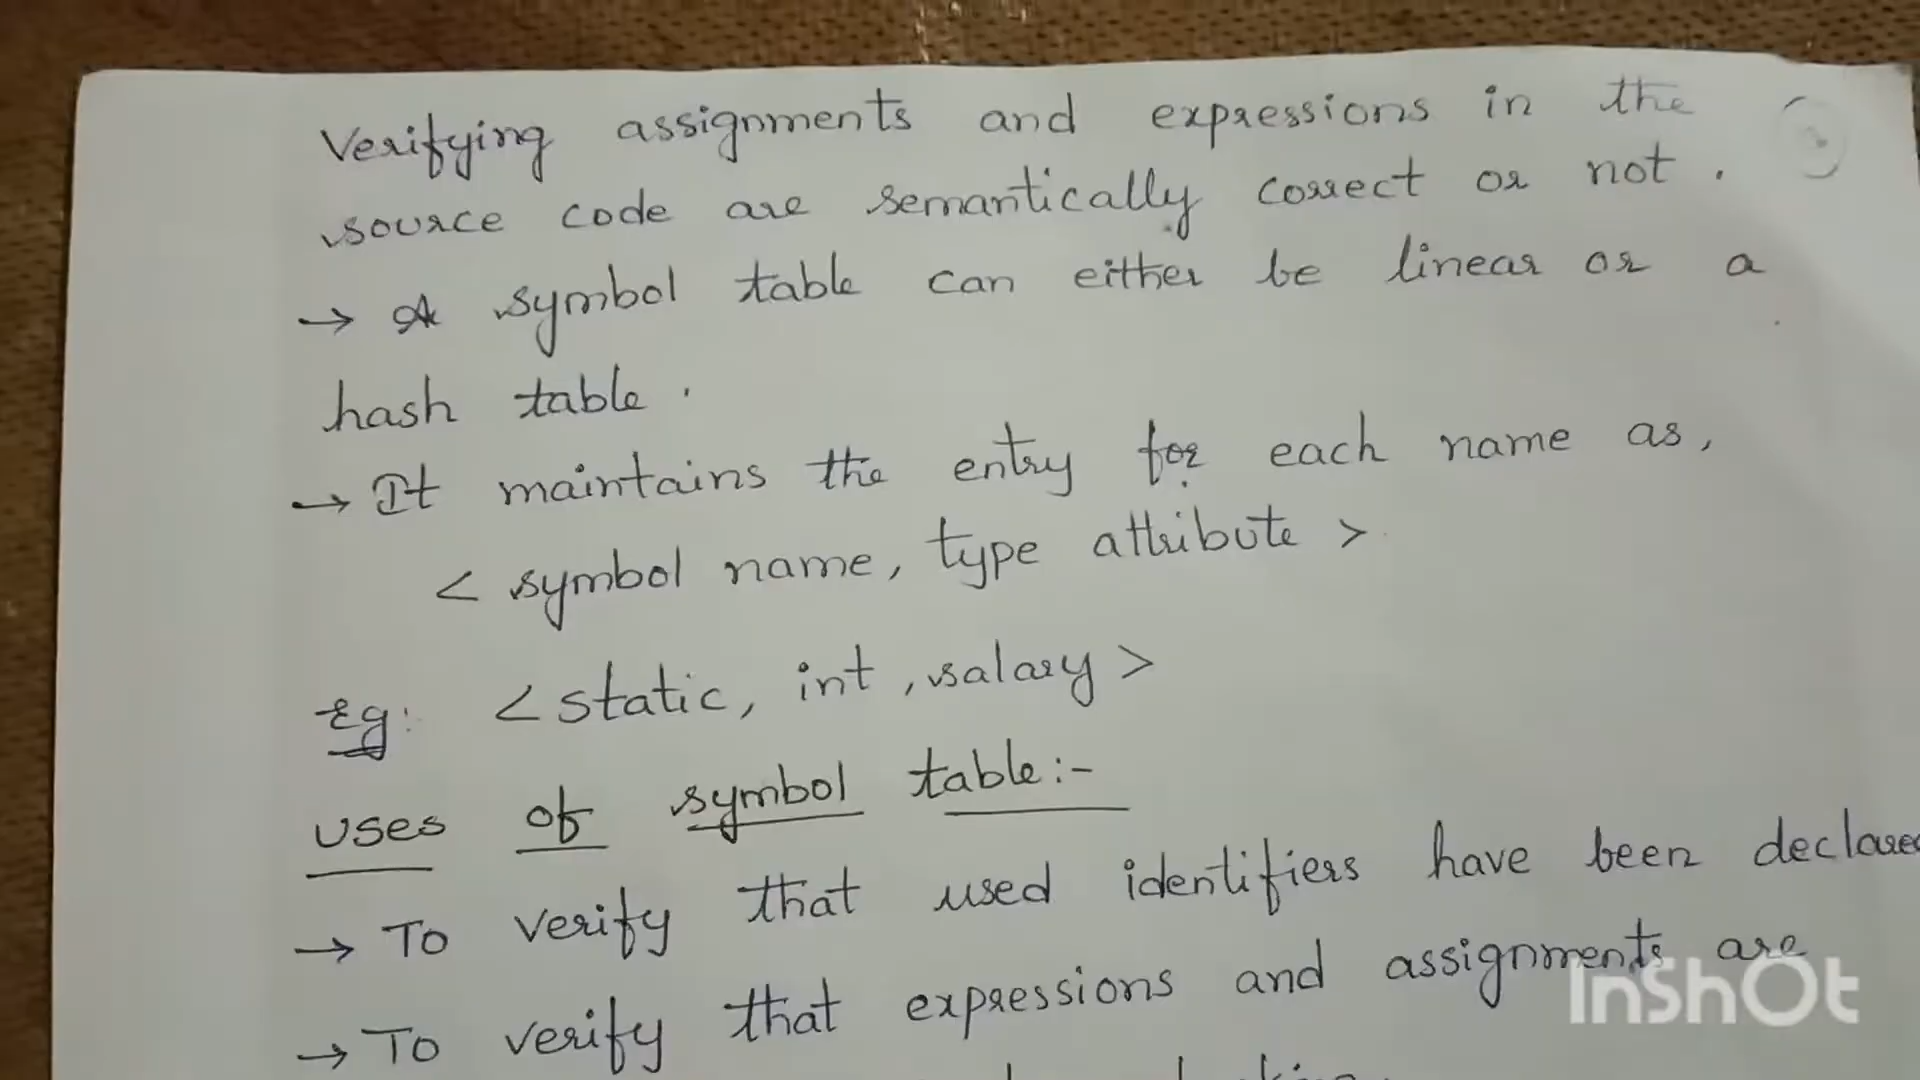 Verifying assignments and expressions in the
source code are semantically correct or not.
→ A symbol table can either be linear or a
hash table.
→ It maintains the entry for each name as,
< symbol name, type attribute >
Eg: < static, int, salary >
Uses of symbol table:-
→ To verify that used identifiers have been declared
→ To verify that expressions and assignments are
InShOt